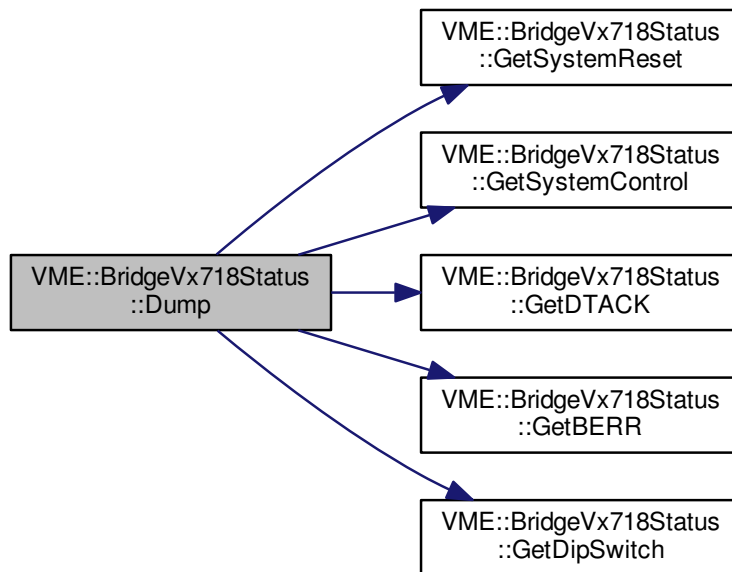 VME::BridgeVx718Status
::GetSystemReset
VME::BridgeVx718Status
::GetSystemControl
VME::BridgeVx718Status
::Dump
VME::BridgeVx718Status
::GetDTACK
VME::BridgeVx718Status
::GetBERR
VME::BridgeVx718Status
::GetDipSwitch